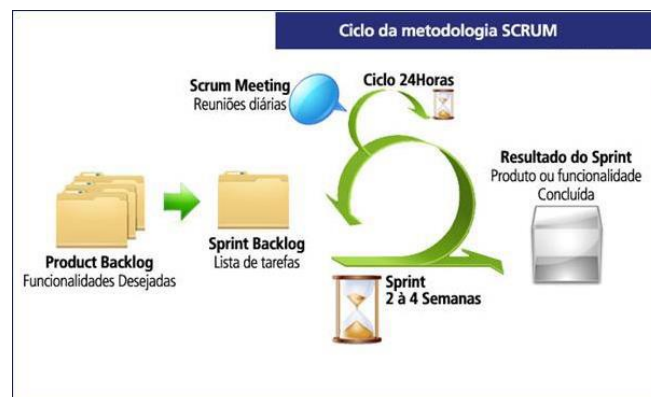 Ciclo da metodologia SCRUM
Scrum Meeting
Reuniões diárias
Ciclo 24Horas
Resultado do Sprint
Produto ou funcionalidade
Concluída
Product Backlog
Funcionalidades Desejadas
Sprint Backlog
Lista de tarefas
Sprint
2 à 4 Semanas